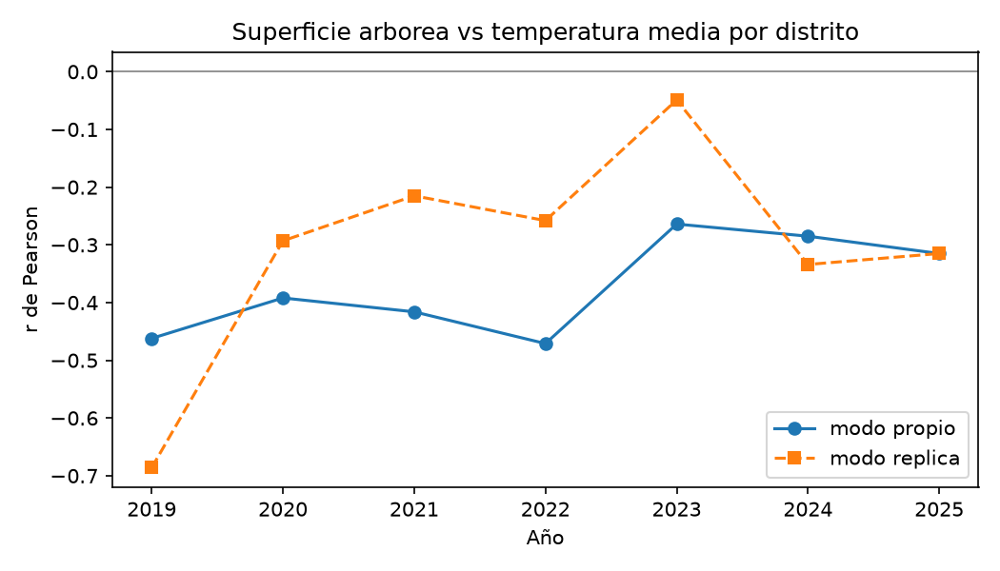 Superficie arborea vs temperatura media por distrito
0.0
−0.1
−0.2
−0.3
−0.4
−0.5
−0.6
−0.7
r de Pearson
modo propio
modo replica
2019 2020 2021 2022 2023 2024 2025
Año